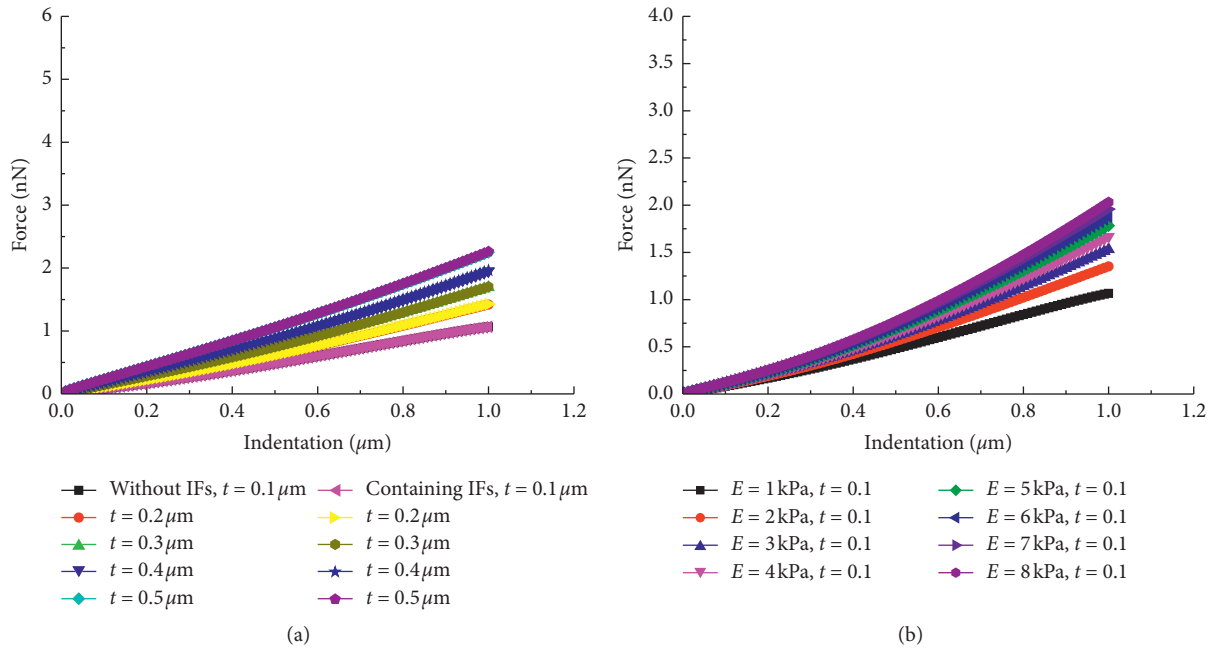 6
5
4
3
2
1
0
Force (nN)
0.0 0.2 0.4 0.6 0.8 1.0 1.2
Indentation (μm)
Without IFs, t = 0.1 μm
t = 0.2 μm
t = 0.3 μm
t = 0.4 μm
t = 0.5 μm
Containing IFs, t = 0.1 μm
t = 0.2 μm
t = 0.3 μm
t = 0.4 μm
t = 0.5 μm
(a)
4.0
3.5
3.0
2.5
2.0
1.5
1.0
0.5
0.0
Force (nN)
0.0 0.2 0.4 0.6 0.8 1.0 1.2
Indentation (μm)
E = 1 kPa, t = 0.1
E = 2 kPa, t = 0.1
E = 3 kPa, t = 0.1
E = 4 kPa, t = 0.1
E = 5 kPa, t = 0.1
E = 6 kPa, t = 0.1
E = 7 kPa, t = 0.1
E = 8 kPa, t = 0.1
(b)